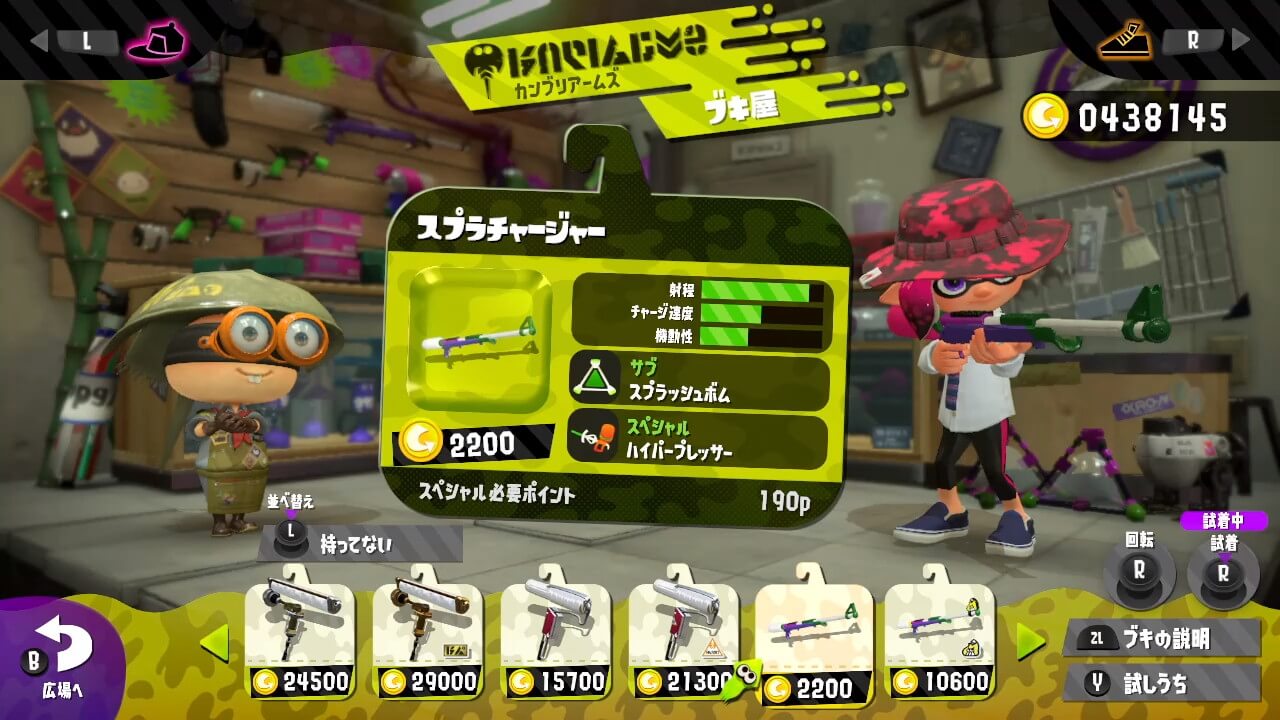 L
カンブリアームズ
ブキ屋
R
0438145
スプラチャージャー
射程
チャージ速度
機動性
サブ
スプラッシュボム
スペシャル
ハイパープレッサー
2200
スペシャル必要ポイント 190p
並べ替え
L 持ってない
試着中
回転
試着
R
R
24500
29000
15700
21300
2200
10600
B 広場へ
ZL ブキの説明
Y 試しうち